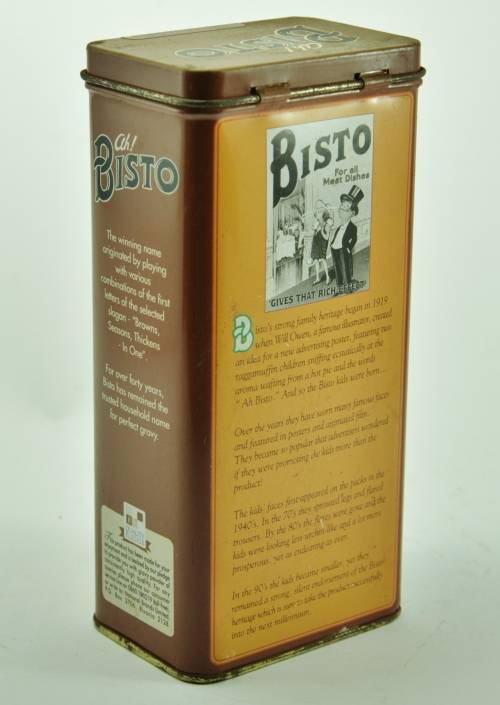 OH!
BISTO
Ah!
BISTO
The winning name
originated by playing
with various
combinations of the first
letters of the selected
slogan - "Browns,
Seasons, Thickens
- In One".
For over forty years,
Bisto has remained the
trusted household name
for perfect gravy.
BISTO
For all
Meat Dishes
"GIVES THAT RICH
Bisto's strong family heritage began in 1919
when Will Owen, a famous illustrator, created
an idea for a new advertising poster, featuring two
raggamuffin children sniffing ecstatically at the
aroma wafting from a hot pie and the words
"Ah Bisto." And so the Bisto kids were born...
Over the years they have worn many famous faces
and featured in posters and animated film.
They became so popular that advertisers wondered
if they were promoting the kids more than the
product!
The kids' faces first appeared on the packs in the
1940's. In the 70's they sprouted legs and flared
trousers. By the 80's the flares were gone and the
kids were looking less urchin-like and a lot more
prosperous, yet as endearing as ever.
In the 90's the kids became smaller, yet they
remained a strong, silent endorsement of the Bisto
heritage which is sure to take the product successfully
into the next millennium.